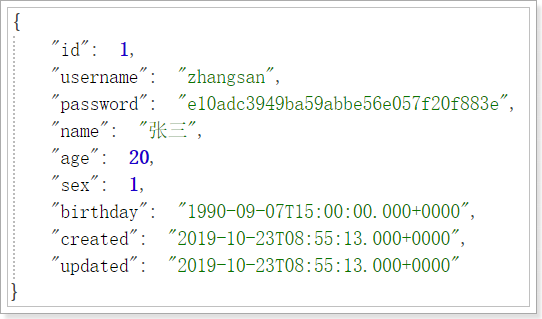 {
"id": 1,
"username": "zhangsan",
"password": "e10adc3949ba59abbe56e057f20f883e",
"name": "张三",
"age": 20,
"sex": 1,
"birthday": "1990-09-07T15:00:00.000+0000",
"created": "2019-10-23T08:55:13.000+0000",
"updated": "2019-10-23T08:55:13.000+0000"
}